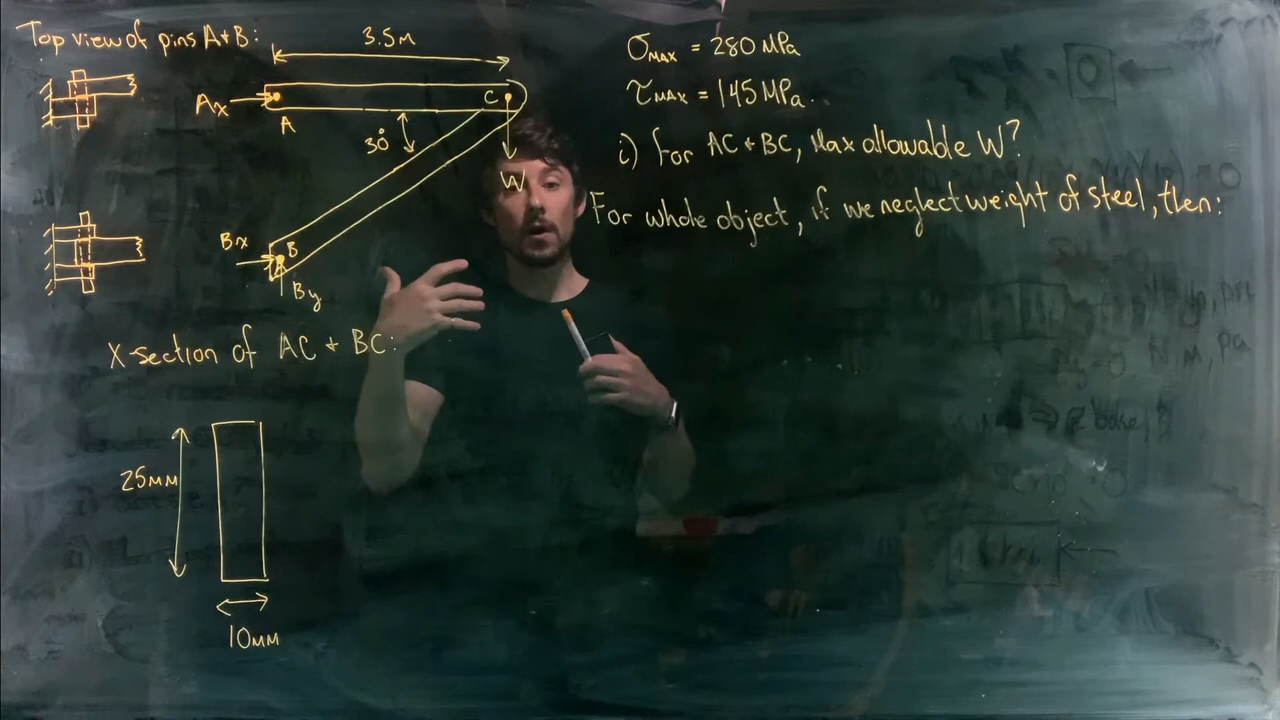 Top view of pins A+B:
3.5M
Ax
A
C
30°
W
Bx
B
By
X-section of AC + BC:
25MM
10MM
σMAX = 280 MPa
τMAX = 145 MPa.
i) For AC + BC, Max allowable W?
For whole object, if we neglect weight of steel, then: